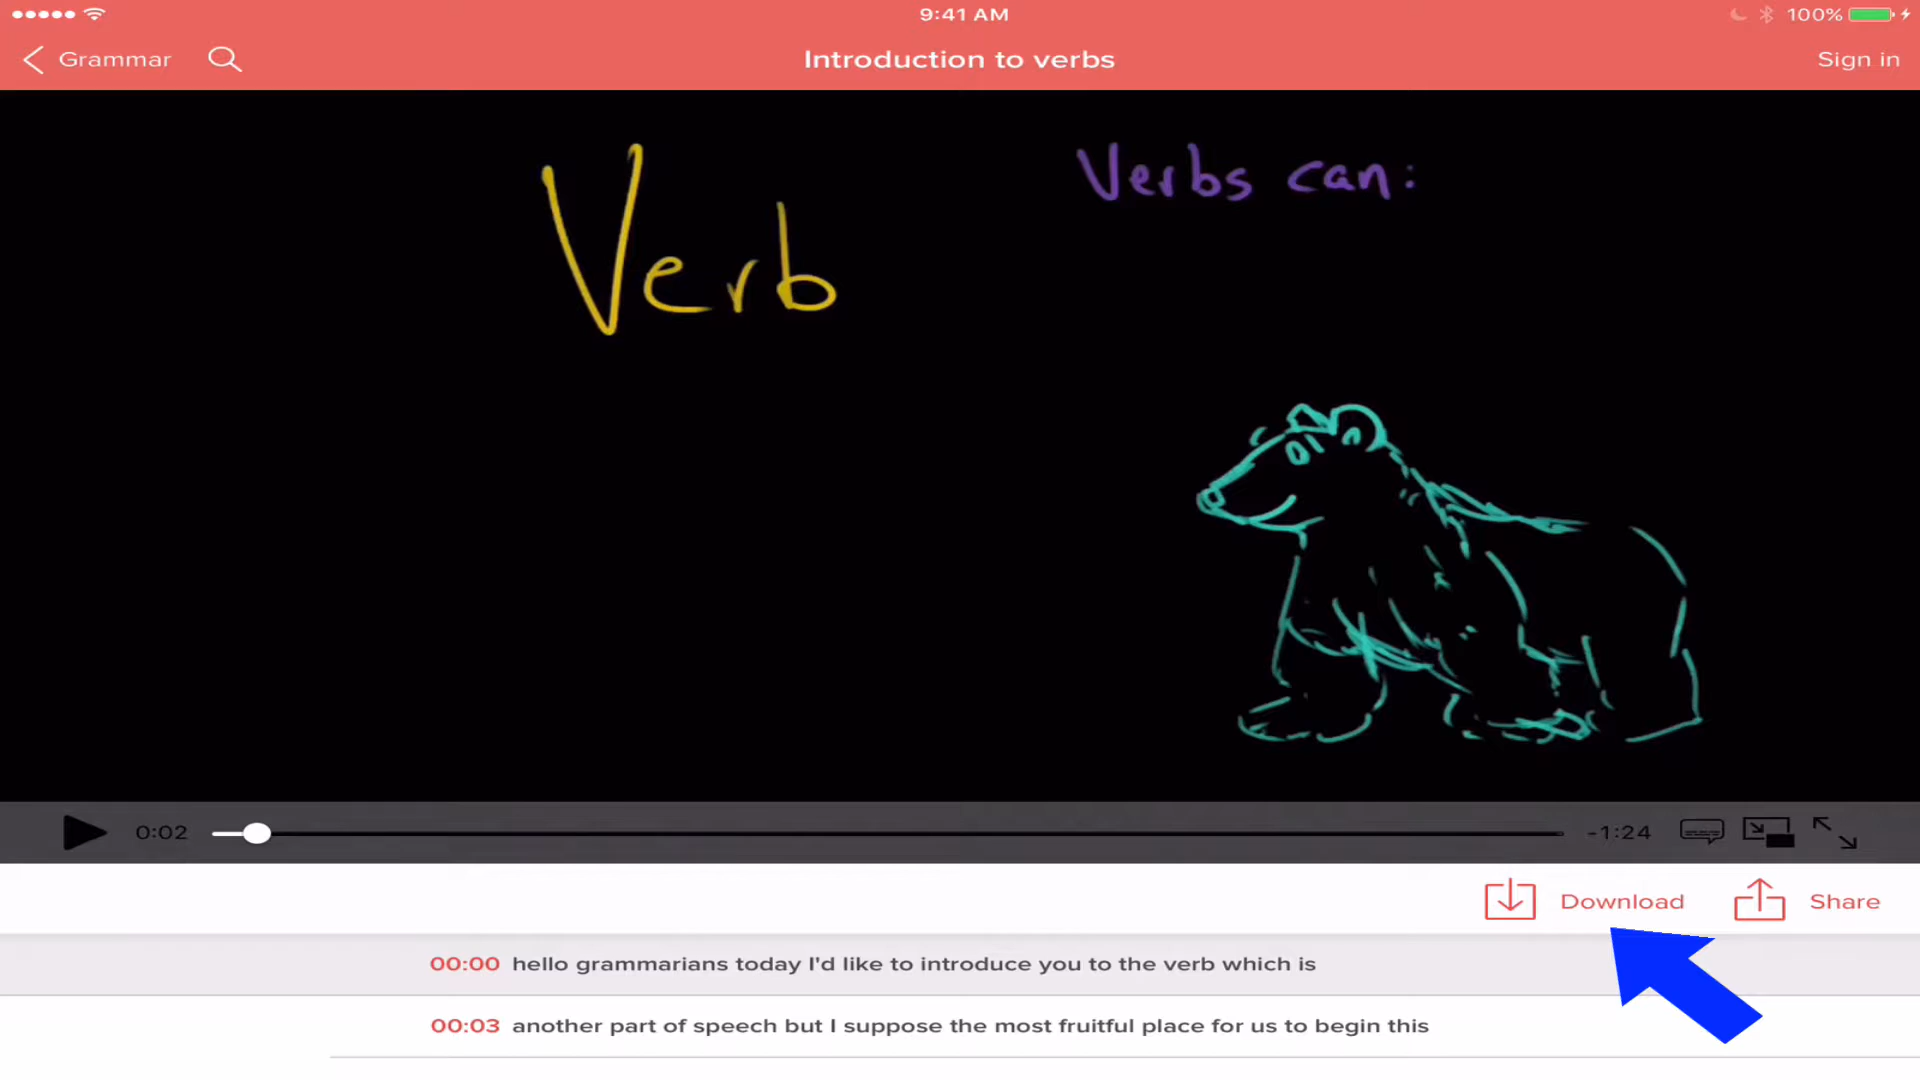 9:41 AM
100%
Grammar
Introduction to verbs
Sign in
Verb
Verbs can:
0:02
-1:24
Download
Share
00:00 hello grammarians today I'd like to introduce you to the verb which is
00:03 another part of speech but I suppose the most fruitful place for us to begin this